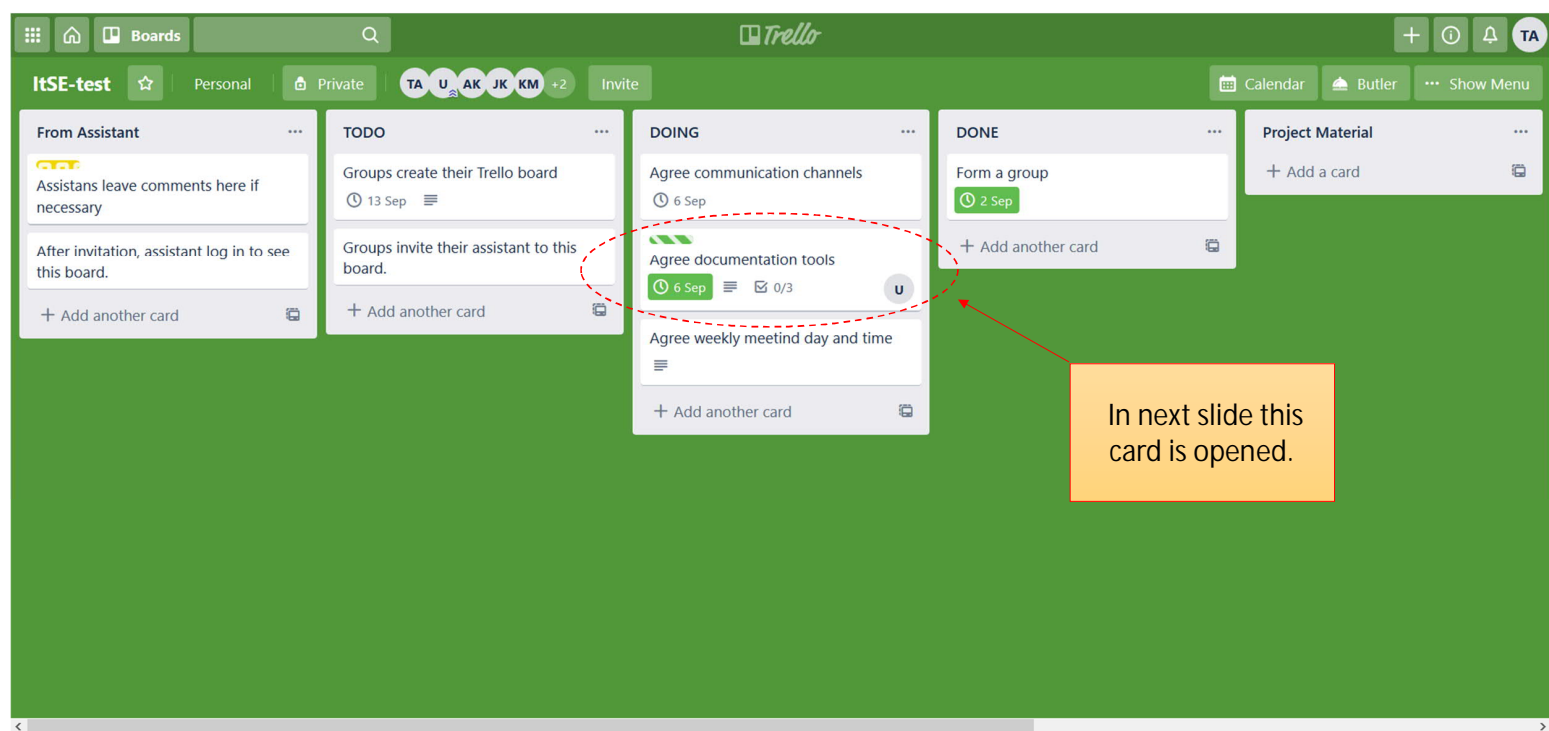 Boards
Trello
TA
ItSE-test
Personal
Private
TA U AK JK KM +2
Invite
Calendar
Butler
Show Menu
From Assistant
Assistans leave comments here if
necessary
After invitation, assistant log in to see
this board.
+ Add another card
TODO
Groups create their Trello board
13 Sep
Groups invite their assistant to this
board.
+ Add another card
DOING
Agree communication channels
6 Sep
Agree documentation tools
6 Sep 0/3 U
Agree weekly meetind day and time
+ Add another card
DONE
Form a group
2 Sep
+ Add another card
Project Material
+ Add a card
In next slide this
card is opened.